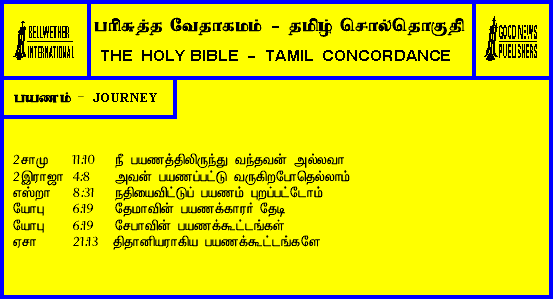 BELLWETHER
INTERNATIONAL
பரிசுத்த வேதாகமம் - தமிழ் சொல்தொகுதி
THE HOLY BIBLE - TAMIL CONCORDANCE
GOOD NEWS
PUBLISHERS
பயணம் - JOURNEY
2சாமு 11:10 நீ பயணத்திலிருந்து வந்தவன் அல்லவா
2இராஜா 4:8 அவன் பயணப்பட்டு வருகிறபோதெல்லாம்
எஸ்றா 8:31 நதியைவிட்டுப் பயணம் புறப்பட்டோம்
யோபு 6:19 தேமாவின் பயணக்காரர் தேடி
யோபு 6:19 சேபாவின் பயணக்கூட்டங்கள்
ஏசா 21:13 திதானியராகிய பயணக்கூட்டங்களே